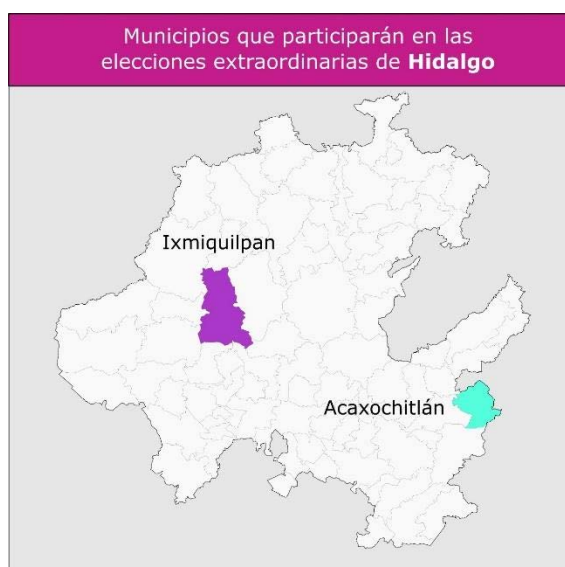 Municipios que participarán en las
elecciones extraordinarias de Hidalgo
Ixmiquilpan
Acaxochitlán